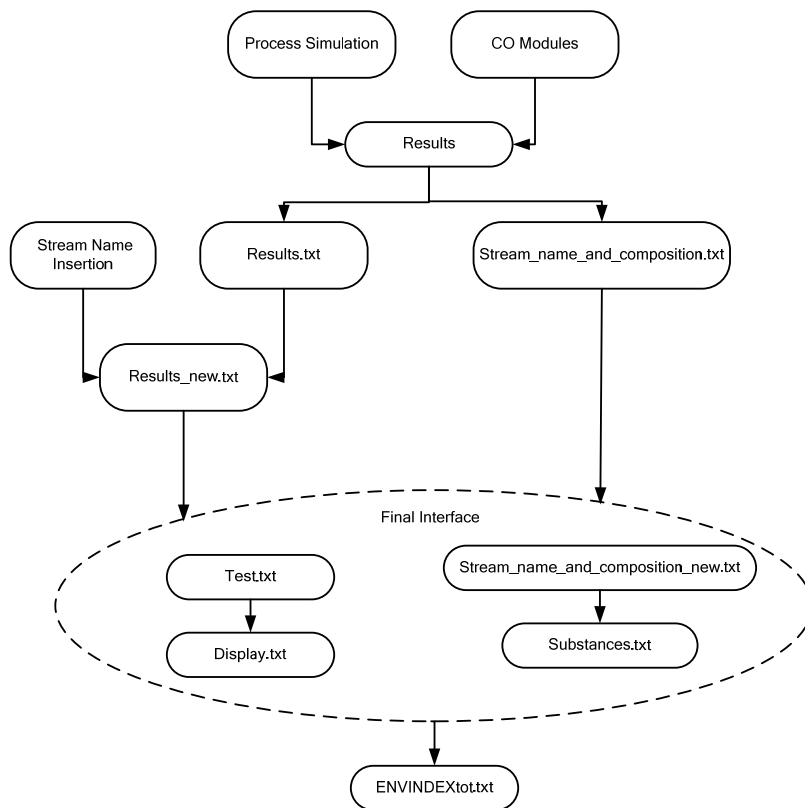 Process Simulation
CO Modules
Results
Stream Name
Insertion
Results.txt
Stream_name_and_composition.txt
Results_new.txt
Final Interface
Test.txt
Stream_name_and_composition_new.txt
Display.txt
Substances.txt
ENVINDEXtot.txt